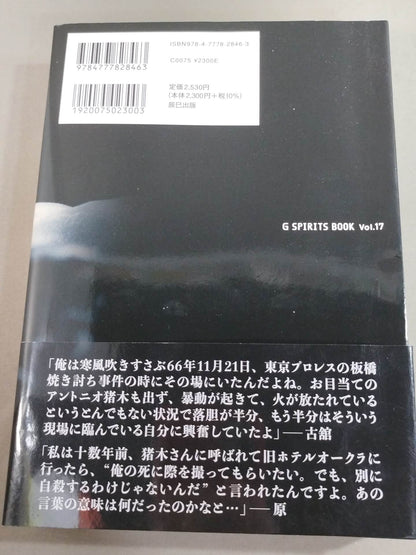 ISBN978-4-7778-2846-3
C0075 ¥2300E
9784777828463
定価2,530円
(本体2,300円+税10%)
辰巳出版
1920075023003
G SPIRITS BOOK Vol.17
「俺は寒風吹きすさぶ66年11月21日、東京プロレスの板橋
焼き討ち事件の時にその場にいたんだよね。お目当ての
アントニオ猪木も出ず、暴動が起きて、火が放たれている
というとんでもない状況で落胆が半分、もう半分はそういう
現場に臨んでいる自分に興奮していたよ」──古舘
「私は十数年前、猪木さんに呼ばれて旧ホテルオークラに
行ったら、“俺の死に際を撮ってもらいたい。でも、別に
自殺するわけじゃないんだ”と言われたんですよ。あの
言葉の意味は何だったのかなと…」──原